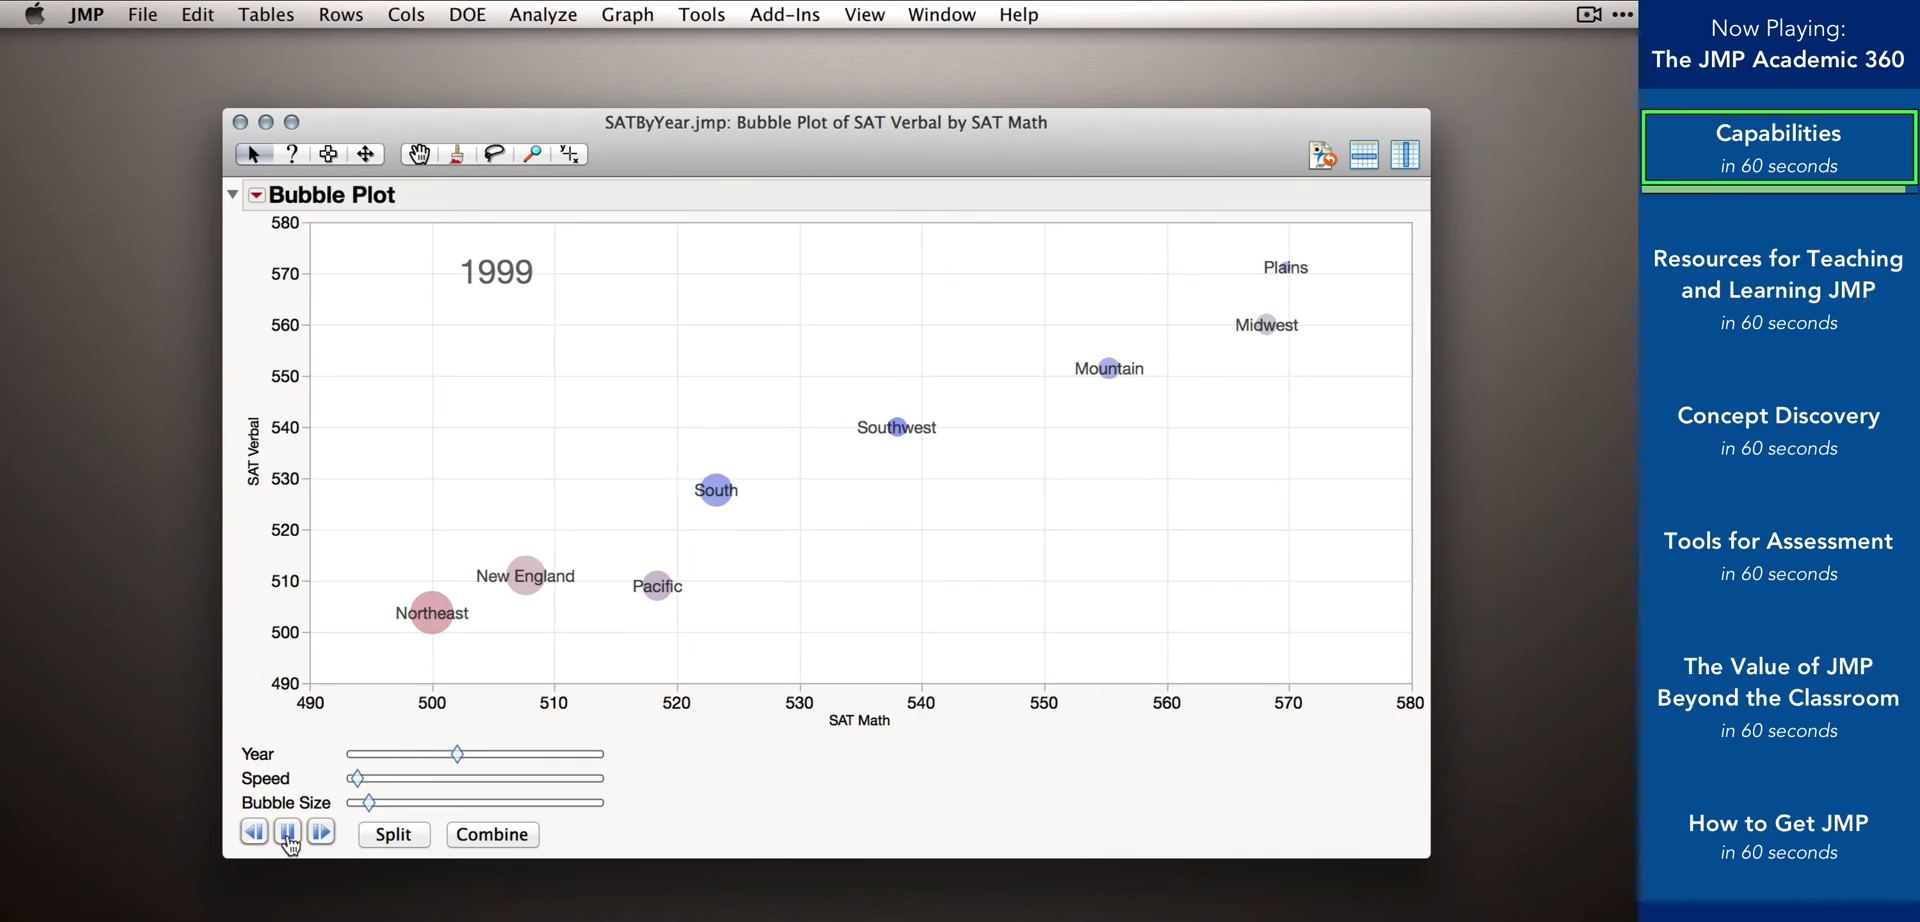 JMP File Edit Tables Rows Cols DOE Analyze Graph Tools Add-Ins View Window Help
SATByYear.jmp: Bubble Plot of SAT Verbal by SAT Math
Bubble Plot
580
570
560
550
540
530
520
510
500
490
SAT Verbal
1999
Plains
Midwest
Mountain
Southwest
South
New England
Pacific
Northeast
490 500 510 520 530 540 550 560 570 580
SAT Math
Year
Speed
Bubble Size
Split Combine
Now Playing:
The JMP Academic 360
Capabilities
in 60 seconds
Resources for Teaching
and Learning JMP
in 60 seconds
Concept Discovery
in 60 seconds
Tools for Assessment
in 60 seconds
The Value of JMP
Beyond the Classroom
in 60 seconds
How to Get JMP
in 60 seconds